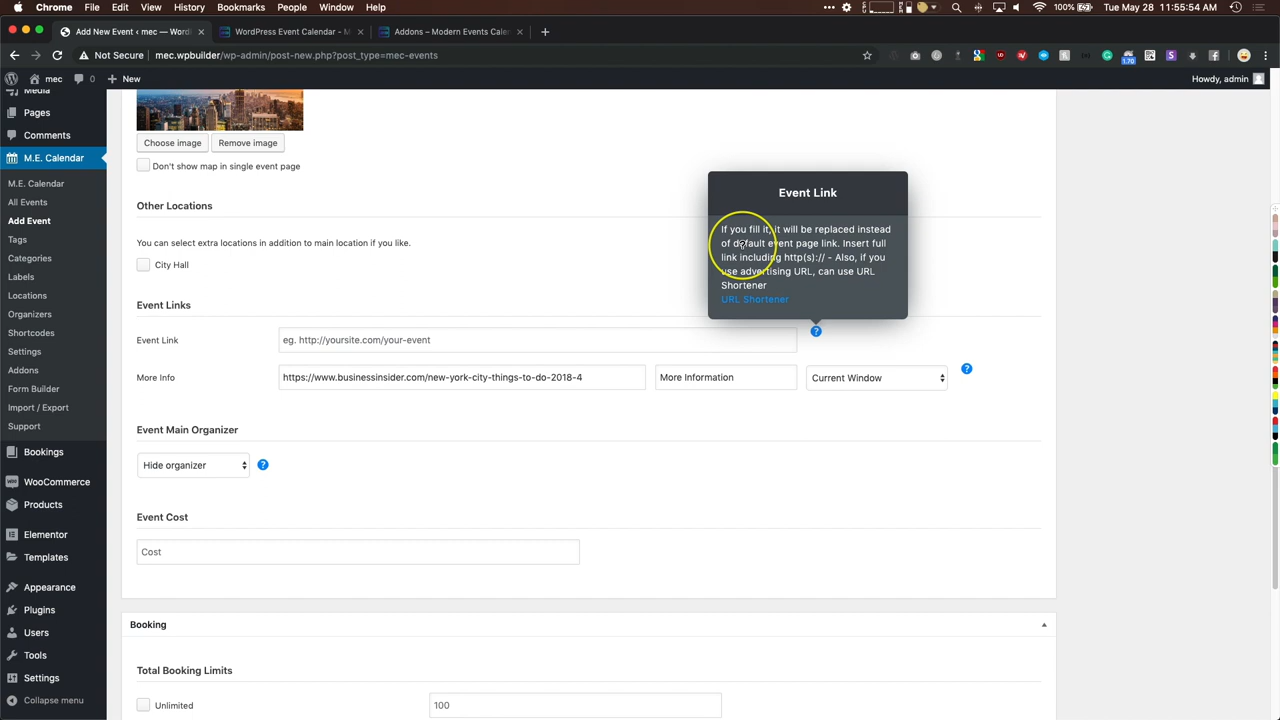 Chrome File Edit View History Bookmarks People Window Help
100% Tue May 28 11:55:54 AM
Add New Event ‹ mec — Word
WordPress Event Calendar - M
Addons – Modern Events Cale
mec.wpbuilder/wp-admin/post-new.php?post_type=mec-events
1.70
mec 0 New
Howdy, admin
Media
Pages
Comments
M.E. Calendar
M.E. Calendar
All Events
Add Event
Tags
Categories
Labels
Locations
Organizers
Shortcodes
Settings
Addons
Form Builder
Import / Export
Support
Bookings
WooCommerce
Products
Elementor
Templates
Appearance
Plugins
Users
Tools
Settings
Collapse menu
Choose image Remove image
Don't show map in single event page
Other Locations
You can select extra locations in addition to main location if you like.
City Hall
Event Link
If you fill it, it will be replaced instead
of default event page link. Insert full
link including http(s):// - Also, if you
use advertising URL, can use URL
Shortener
URL Shortener
Event Links
Event Link eg. http://yoursite.com/your-event ?
More Info https://www.businessinsider.com/new-york-city-things-to-do-2018-4 More Information Current Window ?
Event Main Organizer
Hide organizer ?
Event Cost
Cost
Booking
Total Booking Limits
Unlimited 100